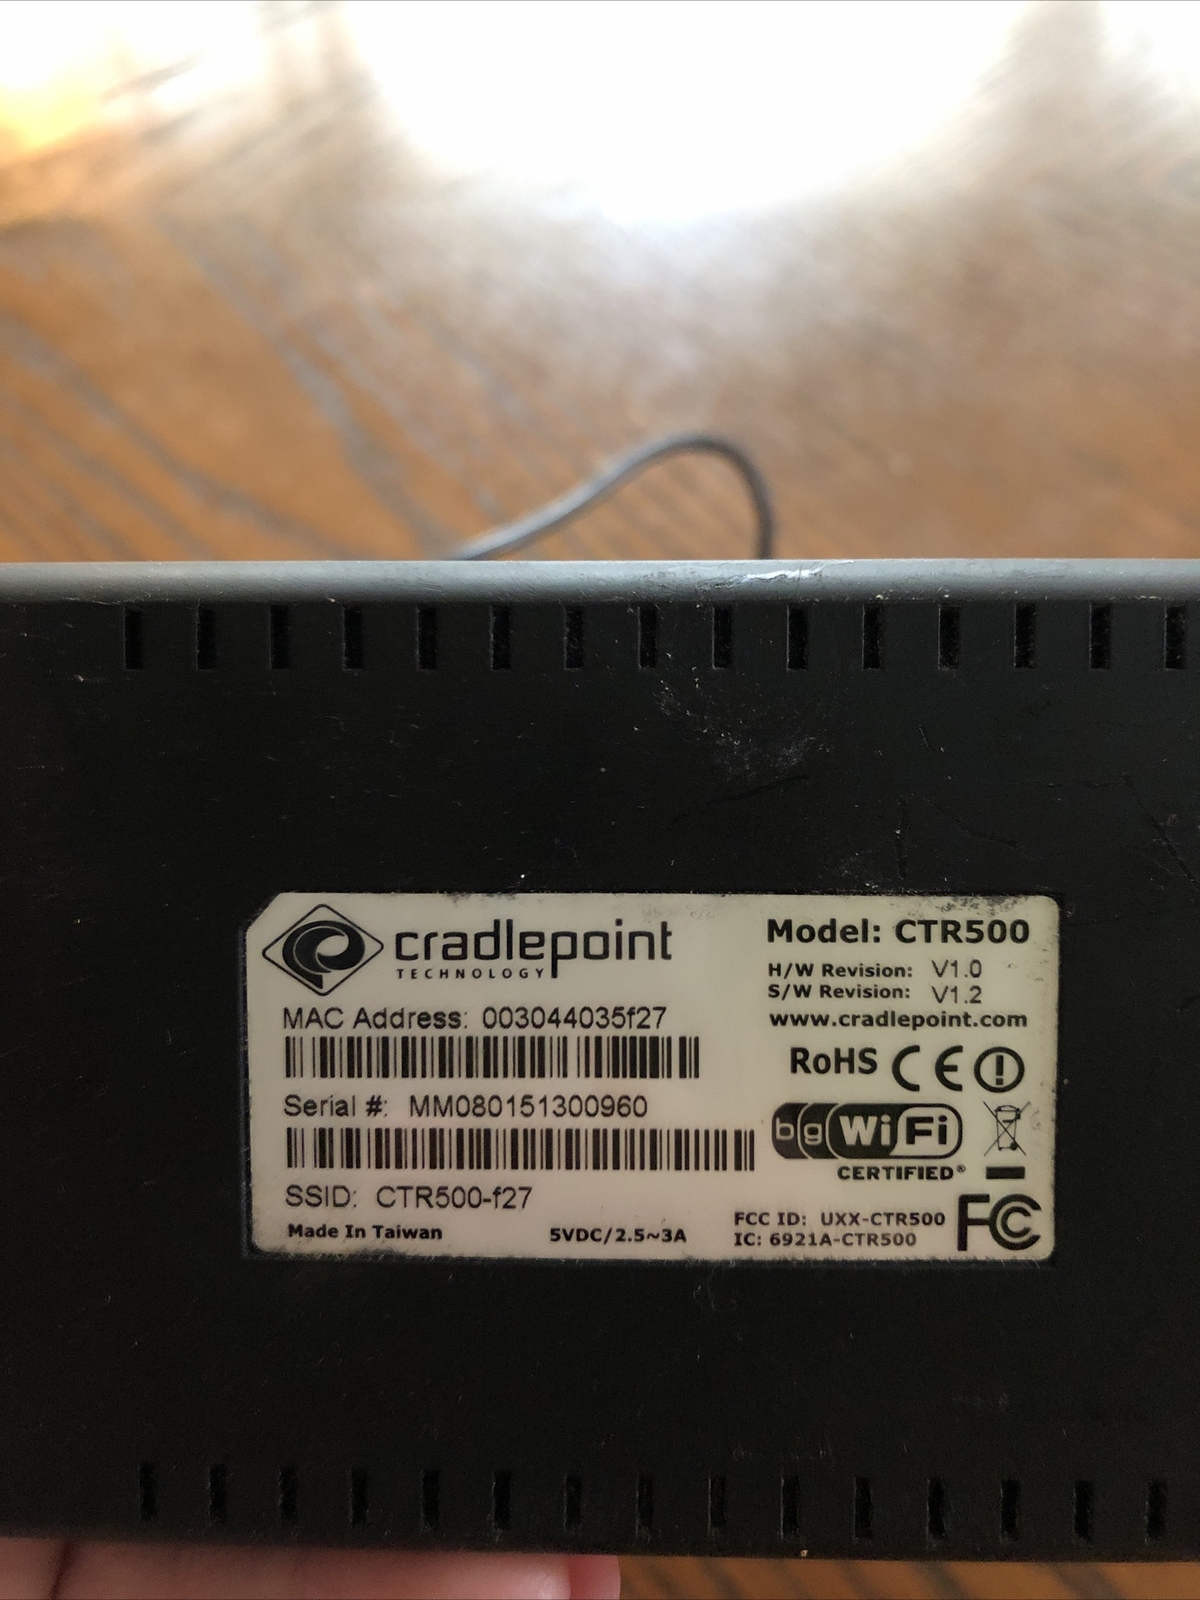 cradlepoint
TECHNOLOGY
MAC Address: 003044035f27
Serial #: MM080151300960
SSID: CTR500-f27
Made In Taiwan
5VDC/2.5~3A
Model: CTR500
H/W Revision: V1.0
S/W Revision: V1.2
www.cradlepoint.com
RoHS CE
b g Wi Fi
CERTIFIED®
FCC ID: UXX-CTR500
IC: 6921A-CTR500
FC